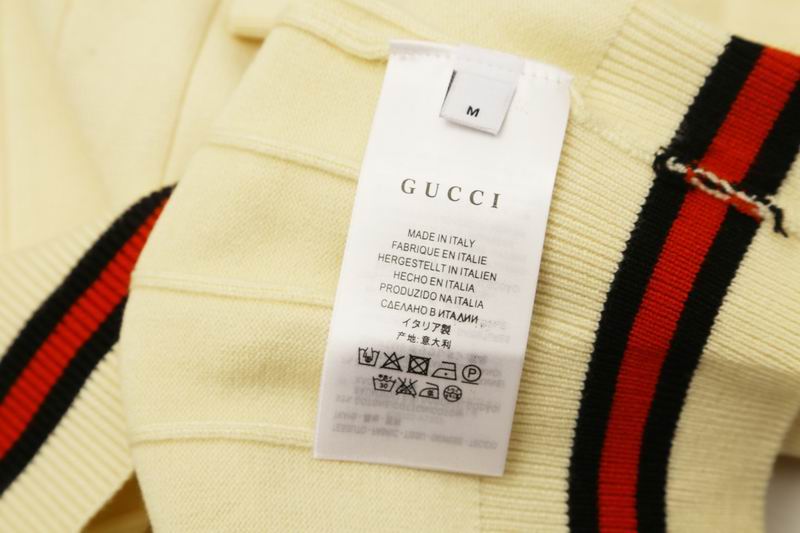 M
GUCCI
MADE IN ITALY
FABRIQUE EN ITALIE
HERGESTELLT IN ITALIEN
HECHO EN ITALIA
PRODUZIDO NA ITALIA
СДЕЛАНО В ИТАЛИИ
イタリア製
产地: 意大利
30